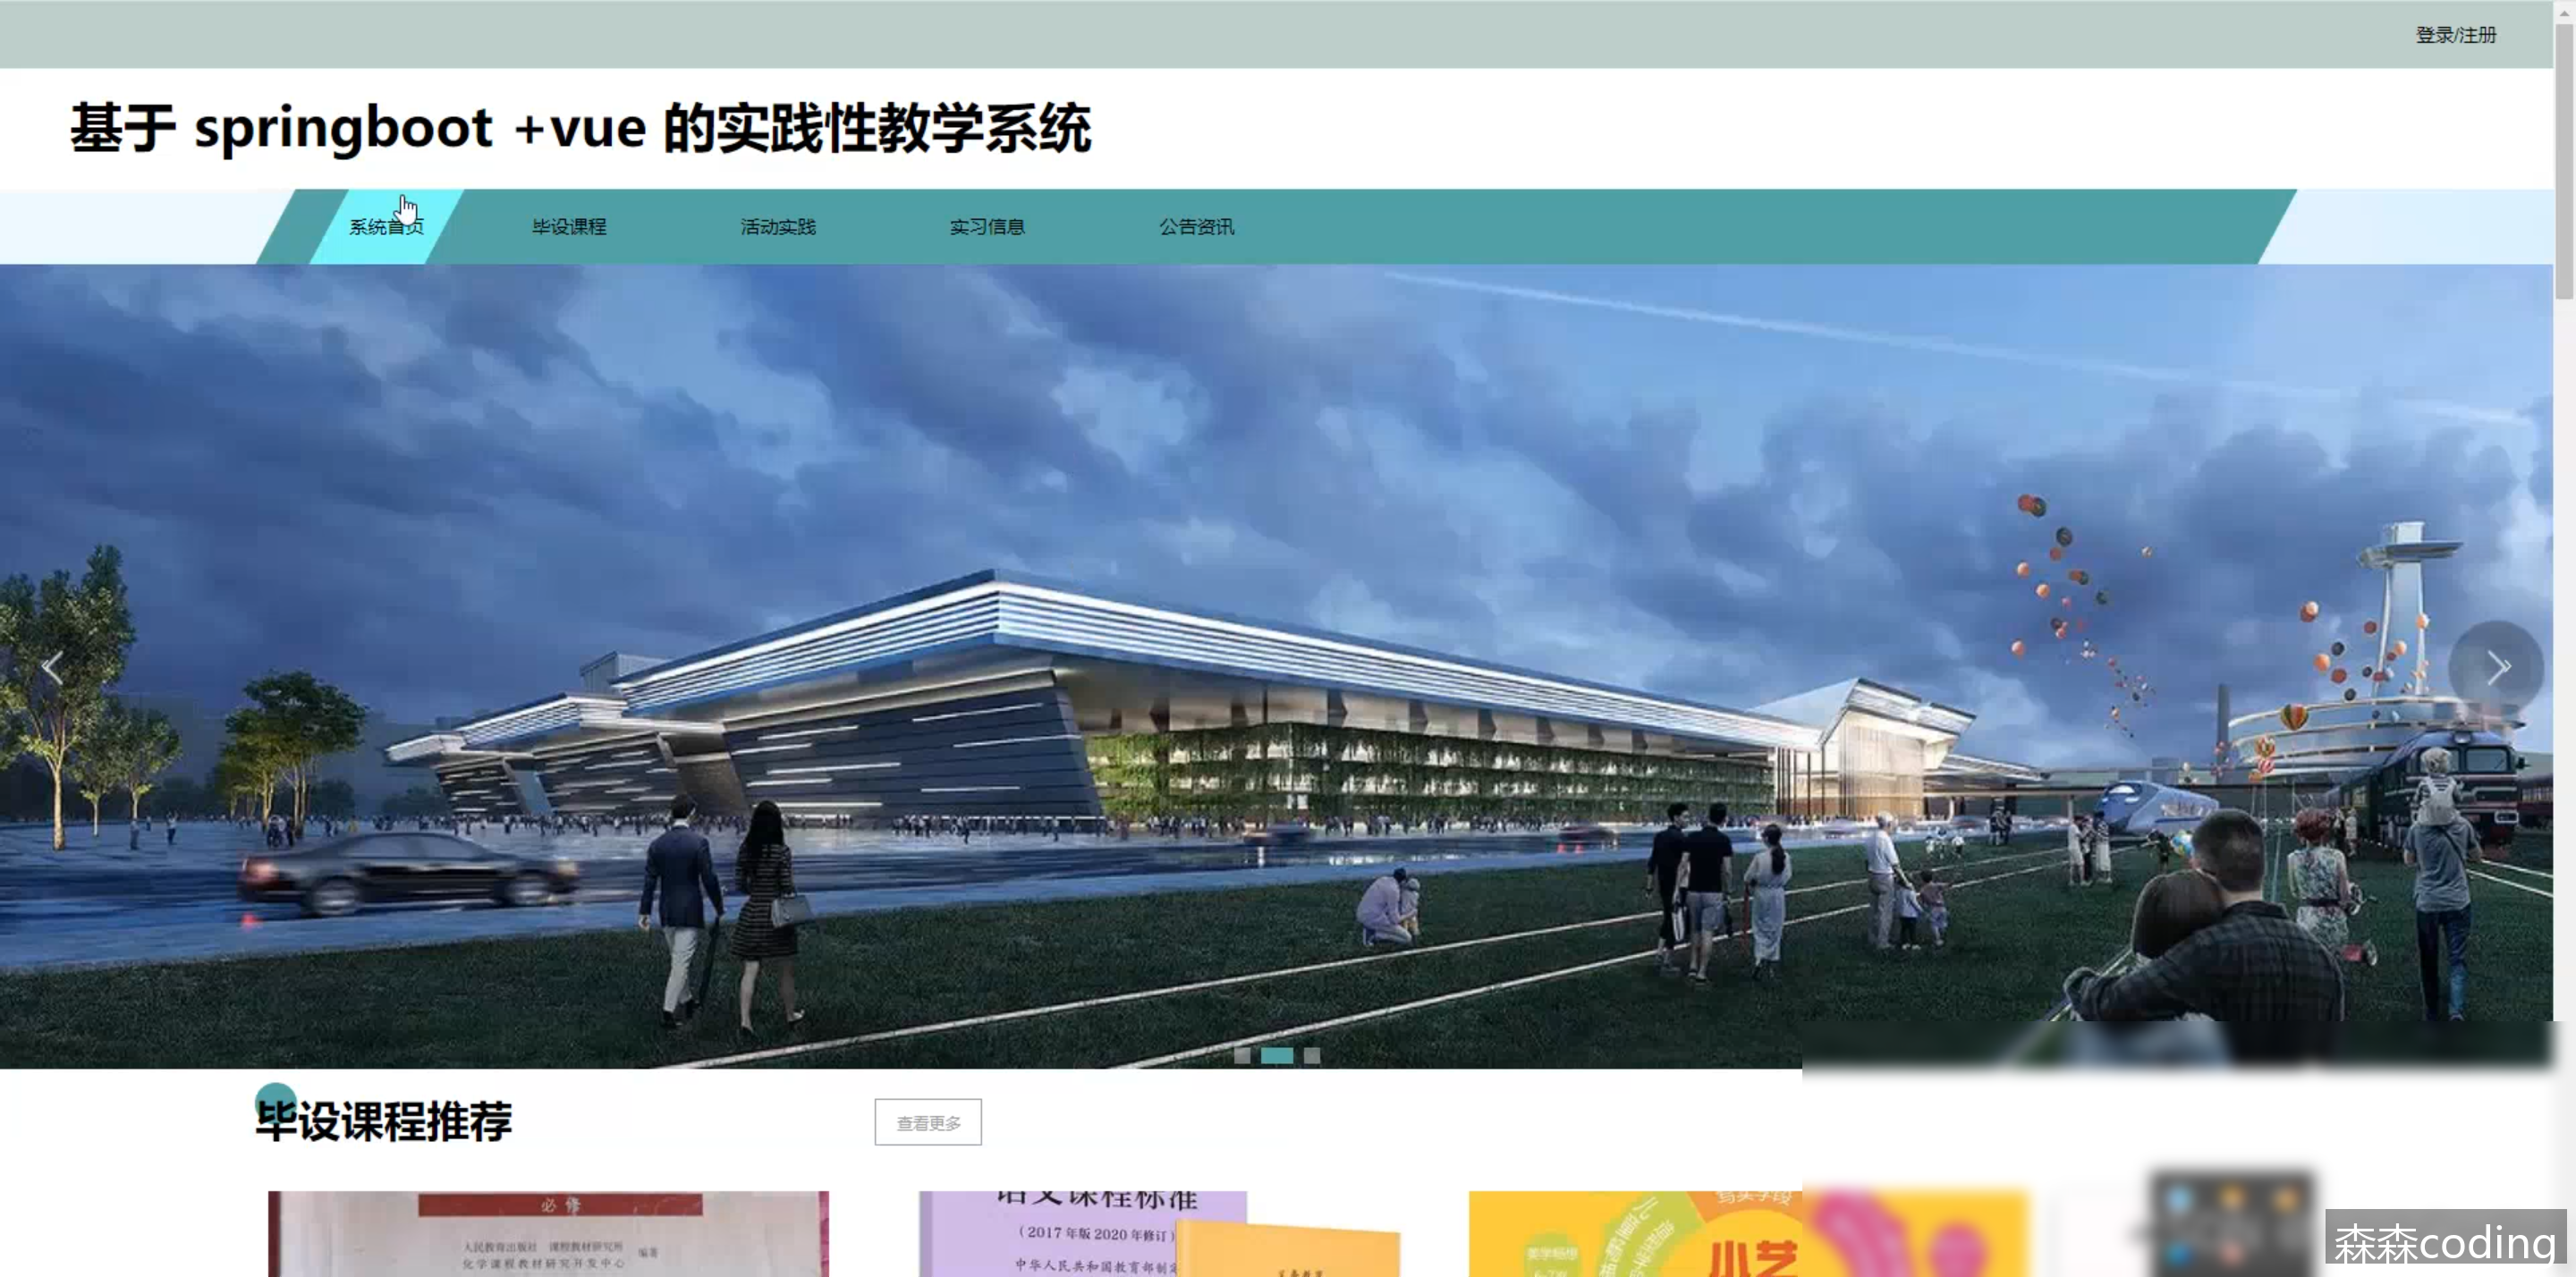 登录/注册
基于 springboot +vue 的实践性教学系统
系统首页
毕设课程
活动实践
实习信息
公告资讯
毕设课程推荐
查看更多
必修
人民教育出版社 课程教材研究所 编著
化学课程教材研究开发中心
语文课程标准
(2017年版2020年修订)
中华人民共和国教育部制定
小艺
森森coding